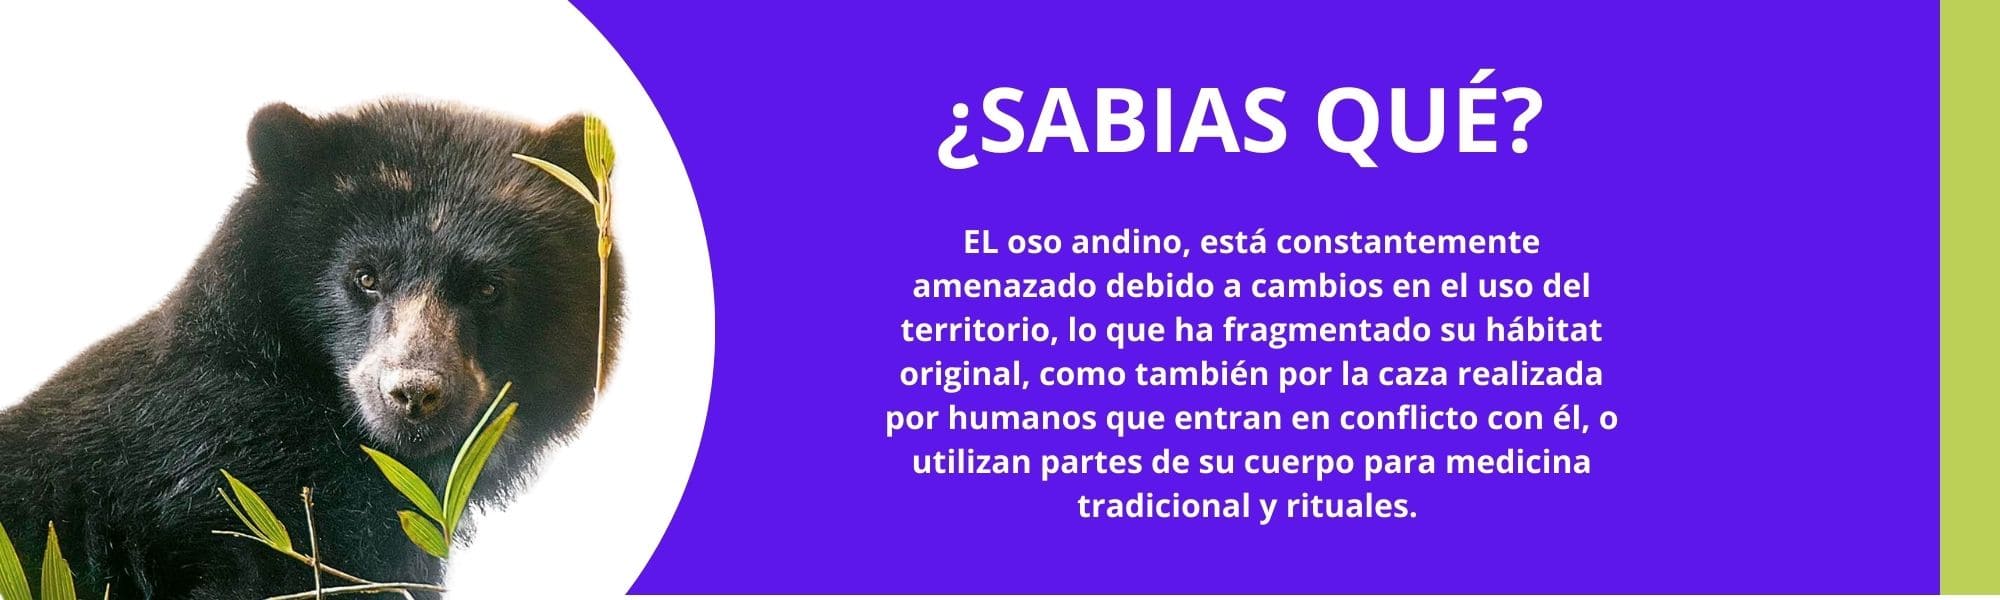 ¿SABIAS QUÉ?
EL oso andino, está constantemente
amenazado debido a cambios en el uso del
territorio, lo que ha fragmentado su hábitat
original, como también por la caza realizada
por humanos que entran en conflicto con él, o
utilizan partes de su cuerpo para medicina
tradicional y rituales.